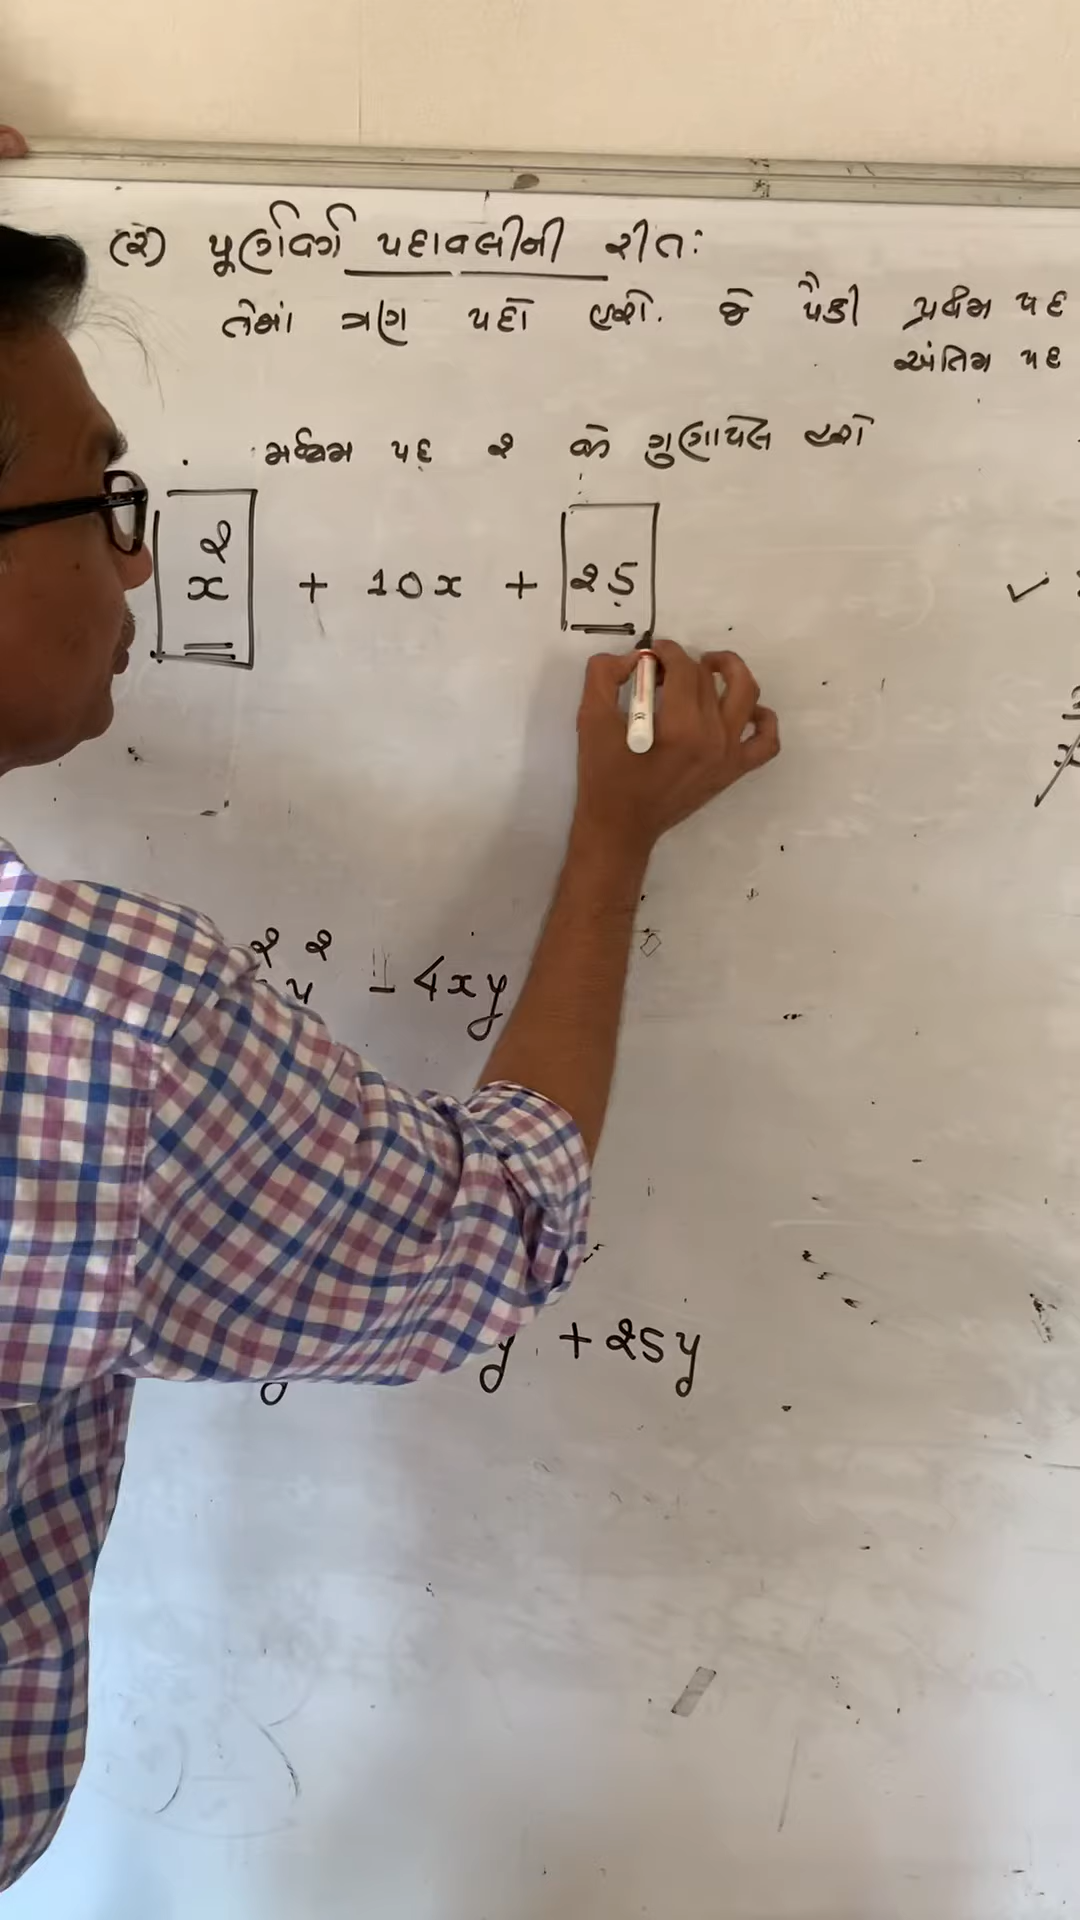 (૨) પૂર્ણવર્ગ પદાવલીની રીત:
તેમાં ત્રણ પદો હશે. જે પૈકી પ્રથમ પદ
અંતિમ પદ
મધ્યમ પદ ૨ થી ગુણાયેલ હશે
x² + 10x + 25
- 4xy
+ 25y